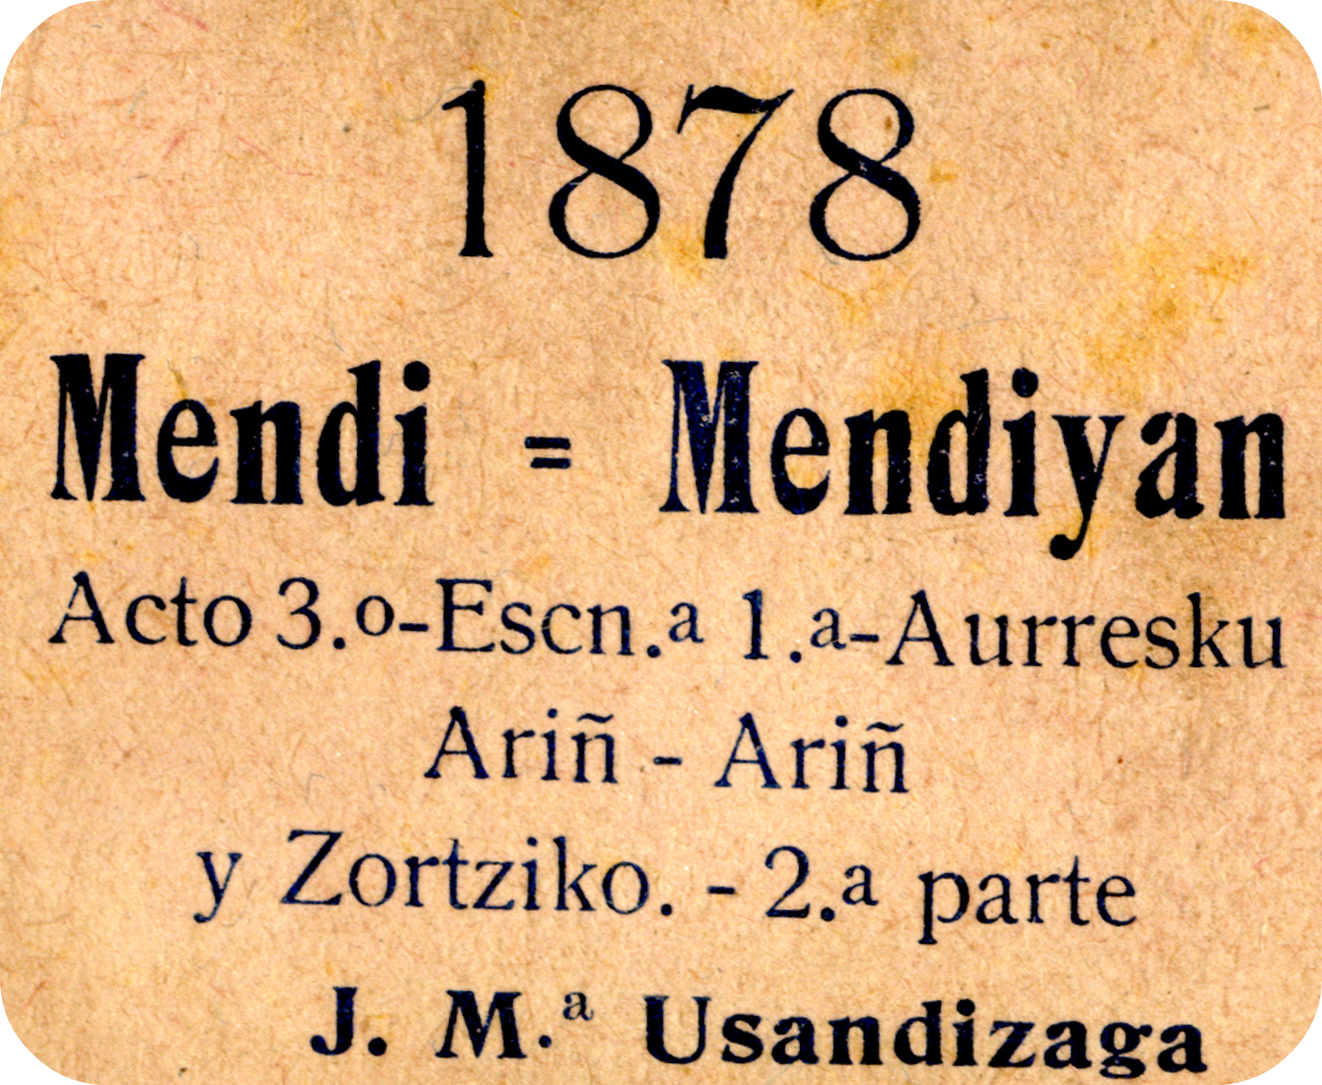 1878
Mendi = Mendiyan
Acto 3.º-Escn.ª 1.ª-Aurresku
Ariñ - Ariñ
y Zortziko. - 2.ª parte
J. M.ª Usandizaga